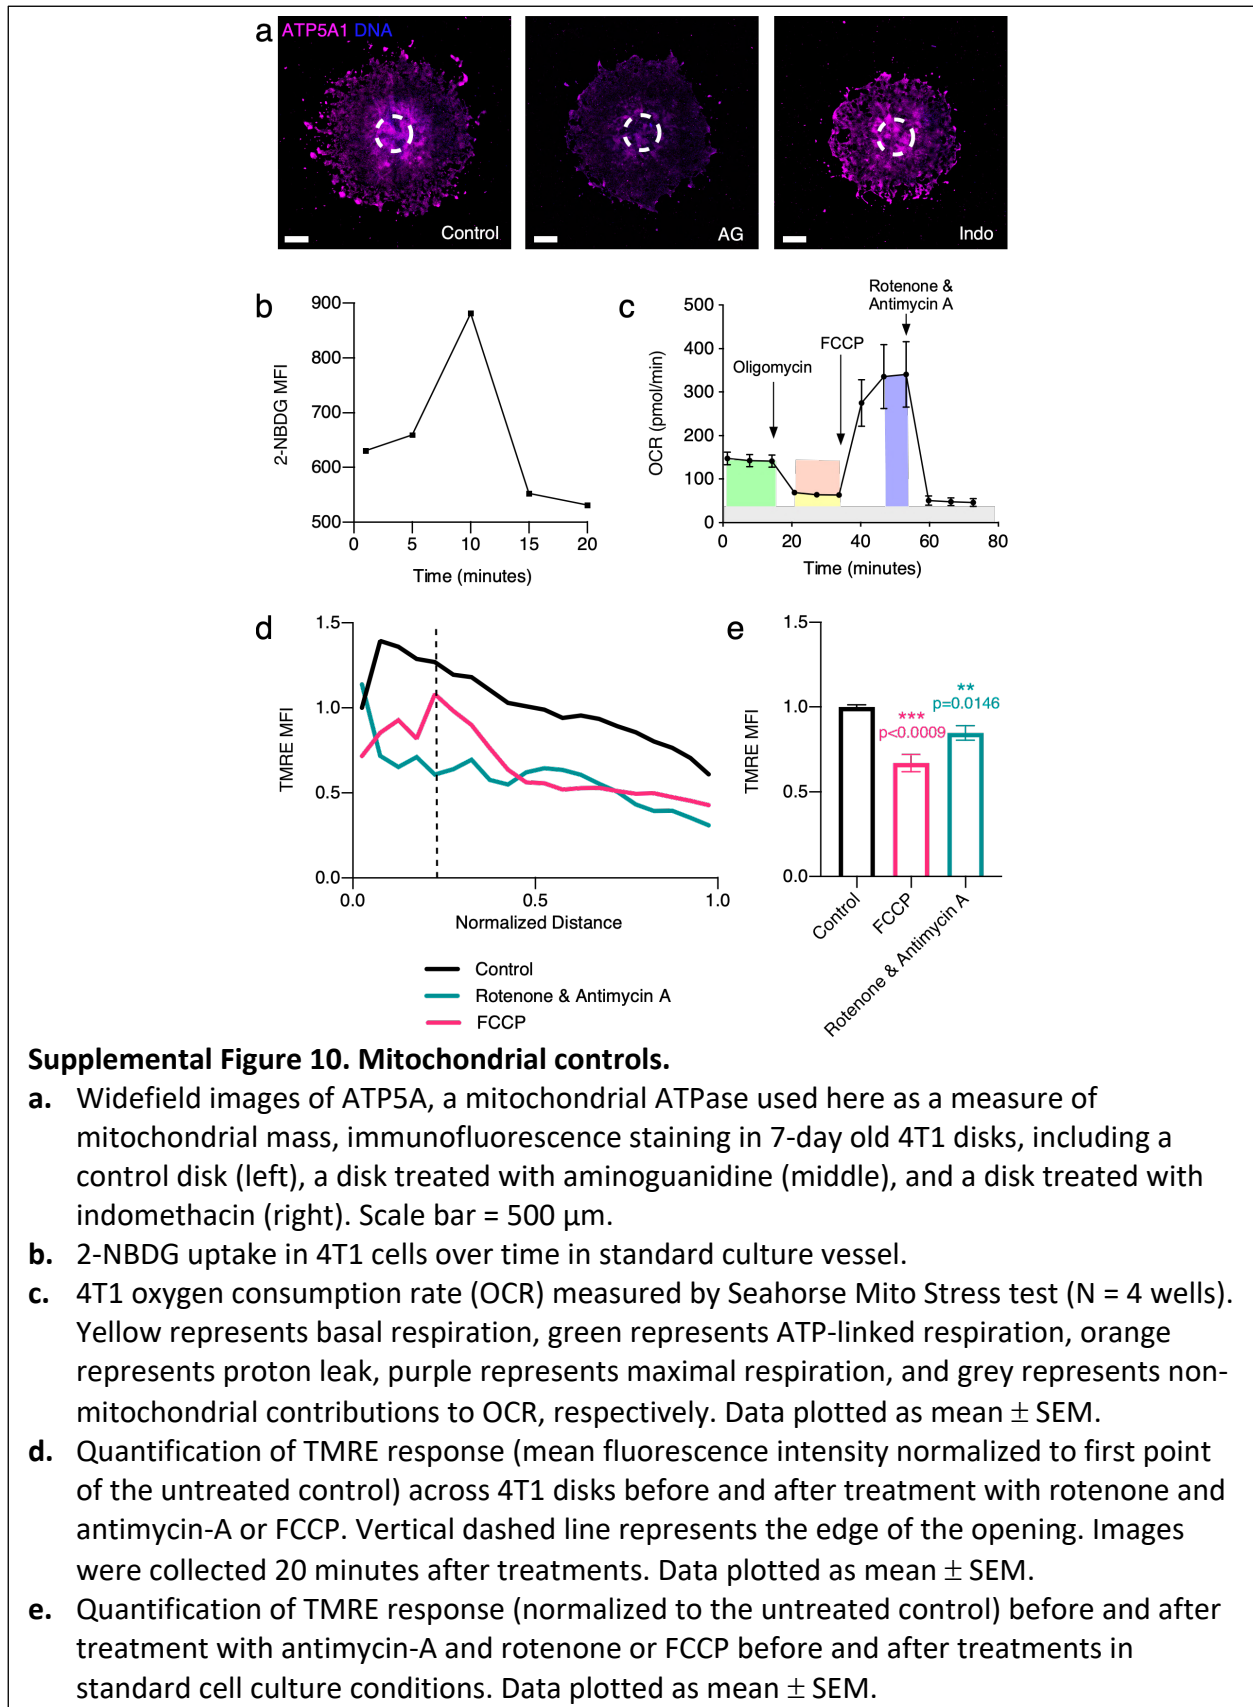 a
ATP5A1 DNA
Control
AG
Indo
b
900
800
700
600
500
2-NBDG MFI
0
5
10
15
20
Time (minutes)
c
500
400
300
200
100
0
OCR (pmol/min)
Oligomycin
FCCP
Rotenone &
Antimycin A
0
20
40
60
80
Time (minutes)
d
1.5
1.0
0.5
0.0
TMRE MFI
0.0
0.5
1.0
Normalized Distance
Control
Rotenone & Antimycin A
FCCP
e
1.5
1.0
0.5
0.0
TMRE MFI
***
p<0.0009
**
p=0.0146
Control
FCCP
Rotenone & Antimycin A
Supplemental Figure 10. Mitochondrial controls.
a. Widefield images of ATP5A, a mitochondrial ATPase used here as a measure of
mitochondrial mass, immunofluorescence staining in 7-day old 4T1 disks, including a
control disk (left), a disk treated with aminoguanidine (middle), and a disk treated with
indomethacin (right). Scale bar = 500 μm.
b. 2-NBDG uptake in 4T1 cells over time in standard culture vessel.
c. 4T1 oxygen consumption rate (OCR) measured by Seahorse Mito Stress test (N = 4 wells).
Yellow represents basal respiration, green represents ATP-linked respiration, orange
represents proton leak, purple represents maximal respiration, and grey represents non-
mitochondrial contributions to OCR, respectively. Data plotted as mean ± SEM.
d. Quantification of TMRE response (mean fluorescence intensity normalized to first point
of the untreated control) across 4T1 disks before and after treatment with rotenone and
antimycin-A or FCCP. Vertical dashed line represents the edge of the opening. Images
were collected 20 minutes after treatments. Data plotted as mean ± SEM.
e. Quantification of TMRE response (normalized to the untreated control) before and after
treatment with antimycin-A and rotenone or FCCP before and after treatments in
standard cell culture conditions. Data plotted as mean ± SEM.